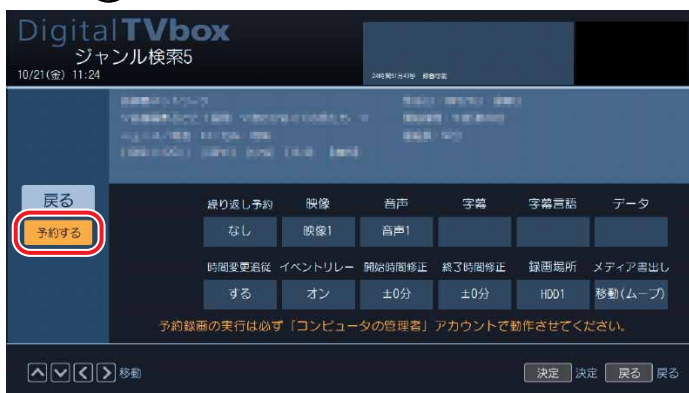 Digital TVbox
ジャンル検索5
10/21(金) 11:24
戻る
予約する
繰り返し予約 映像 音声 字幕 字幕言語 データ
なし 映像1 音声1
時間変更追従 イベントリレー 開始時間修正 終了時間修正 録画場所 メディア書出し
する オン ±0分 ±0分 HDD1 移動(ムーブ)
予約録画の実行は必ず「コンピュータの管理者」アカウントで動作させてください。
移動 決定 決定 戻る 戻る